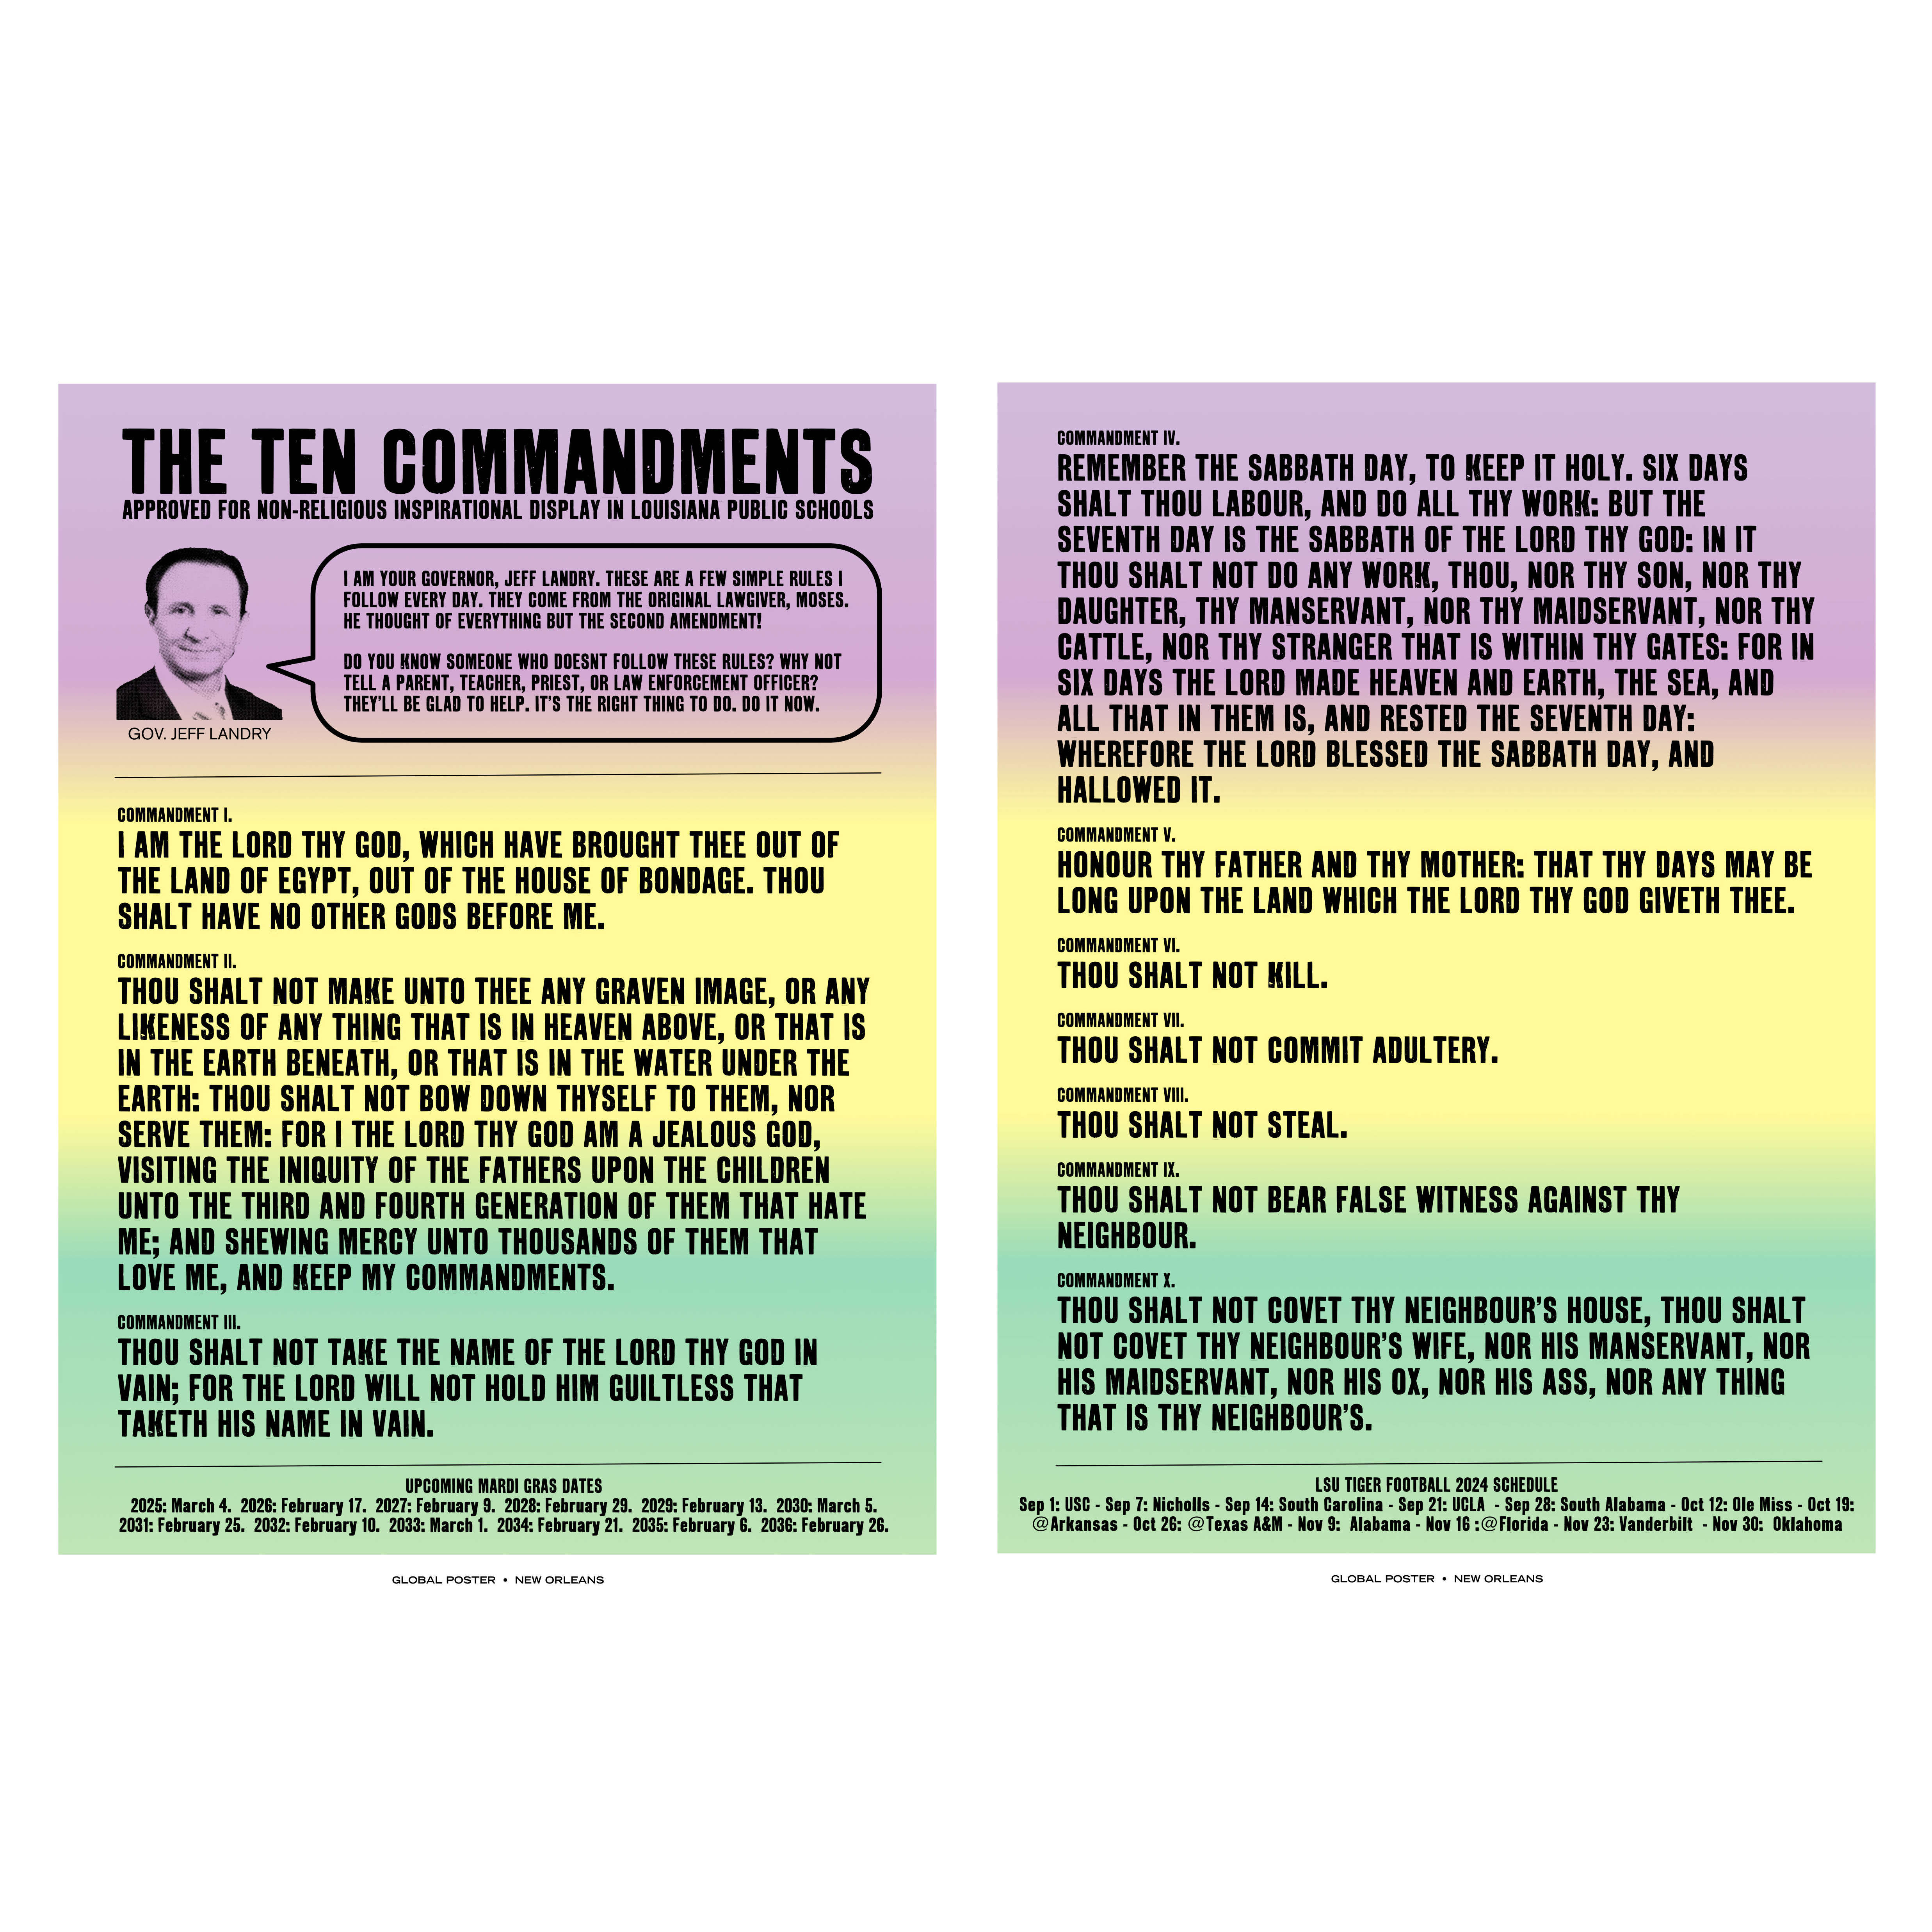 THE TEN COMMANDMENTS
APPROVED FOR NON-RELIGIOUS INSPIRATIONAL DISPLAY IN LOUISIANA PUBLIC SCHOOLS
I AM YOUR GOVERNOR, JEFF LANDRY. THESE ARE A FEW SIMPLE RULES I
FOLLOW EVERY DAY. THEY COME FROM THE ORIGINAL LAWGIVER, MOSES.
HE THOUGHT OF EVERYTHING BUT THE SECOND AMENDMENT!
DO YOU KNOW SOMEONE WHO DOESNT FOLLOW THESE RULES? WHY NOT
TELL A PARENT, TEACHER, PRIEST, OR LAW ENFORCEMENT OFFICER?
THEY'LL BE GLAD TO HELP. IT'S THE RIGHT THING TO DO. DO IT NOW.
GOV. JEFF LANDRY
COMMANDMENT I.
I AM THE LORD THY GOD, WHICH HAVE BROUGHT THEE OUT OF
THE LAND OF EGYPT, OUT OF THE HOUSE OF BONDAGE. THOU
SHALT HAVE NO OTHER GODS BEFORE ME.
COMMANDMENT II.
THOU SHALT NOT MAKE UNTO THEE ANY GRAVEN IMAGE, OR ANY
LIKENESS OF ANY THING THAT IS IN HEAVEN ABOVE, OR THAT IS
IN THE EARTH BENEATH, OR THAT IS IN THE WATER UNDER THE
EARTH: THOU SHALT NOT BOW DOWN THYSELF TO THEM, NOR
SERVE THEM: FOR I THE LORD THY GOD AM A JEALOUS GOD,
VISITING THE INIQUITY OF THE FATHERS UPON THE CHILDREN
UNTO THE THIRD AND FOURTH GENERATION OF THEM THAT HATE
ME; AND SHEWING MERCY UNTO THOUSANDS OF THEM THAT
LOVE ME, AND KEEP MY COMMANDMENTS.
COMMANDMENT III.
THOU SHALT NOT TAKE THE NAME OF THE LORD THY GOD IN
VAIN; FOR THE LORD WILL NOT HOLD HIM GUILTLESS THAT
TAKETH HIS NAME IN VAIN.
UPCOMING MARDI GRAS DATES
2025: March 4. 2026: February 17. 2027: February 9. 2028: February 29. 2029: February 13. 2030: March 5.
2031: February 25. 2032: February 10. 2033: March 1. 2034: February 21. 2035: February 6. 2036: February 26.
GLOBAL POSTER • NEW ORLEANS
COMMANDMENT IV.
REMEMBER THE SABBATH DAY, TO KEEP IT HOLY. SIX DAYS
SHALT THOU LABOUR, AND DO ALL THY WORK: BUT THE
SEVENTH DAY IS THE SABBATH OF THE LORD THY GOD: IN IT
THOU SHALT NOT DO ANY WORK, THOU, NOR THY SON, NOR THY
DAUGHTER, THY MANSERVANT, NOR THY MAIDSERVANT, NOR THY
CATTLE, NOR THY STRANGER THAT IS WITHIN THY GATES: FOR IN
SIX DAYS THE LORD MADE HEAVEN AND EARTH, THE SEA, AND
ALL THAT IN THEM IS, AND RESTED THE SEVENTH DAY:
WHEREFORE THE LORD BLESSED THE SABBATH DAY, AND
HALLOWED IT.
COMMANDMENT V.
HONOUR THY FATHER AND THY MOTHER: THAT THY DAYS MAY BE
LONG UPON THE LAND WHICH THE LORD THY GOD GIVETH THEE.
COMMANDMENT VI.
THOU SHALT NOT KILL.
COMMANDMENT VII.
THOU SHALT NOT COMMIT ADULTERY.
COMMANDMENT VIII.
THOU SHALT NOT STEAL.
COMMANDMENT IX.
THOU SHALT NOT BEAR FALSE WITNESS AGAINST THY
NEIGHBOUR.
COMMANDMENT X.
THOU SHALT NOT COVET THY NEIGHBOUR'S HOUSE, THOU SHALT
NOT COVET THY NEIGHBOUR'S WIFE, NOR HIS MANSERVANT, NOR
HIS MAIDSERVANT, NOR HIS OX, NOR HIS ASS, NOR ANY THING
THAT IS THY NEIGHBOUR'S.
LSU TIGER FOOTBALL 2024 SCHEDULE
Sep 1: USC - Sep 7: Nicholls - Sep 14: South Carolina - Sep 21: UCLA - Sep 28: South Alabama - Oct 12: Ole Miss - Oct 19:
@Arkansas - Oct 26: @Texas A&M - Nov 9: Alabama - Nov 16 :@Florida - Nov 23: Vanderbilt - Nov 30: Oklahoma
GLOBAL POSTER • NEW ORLEANS